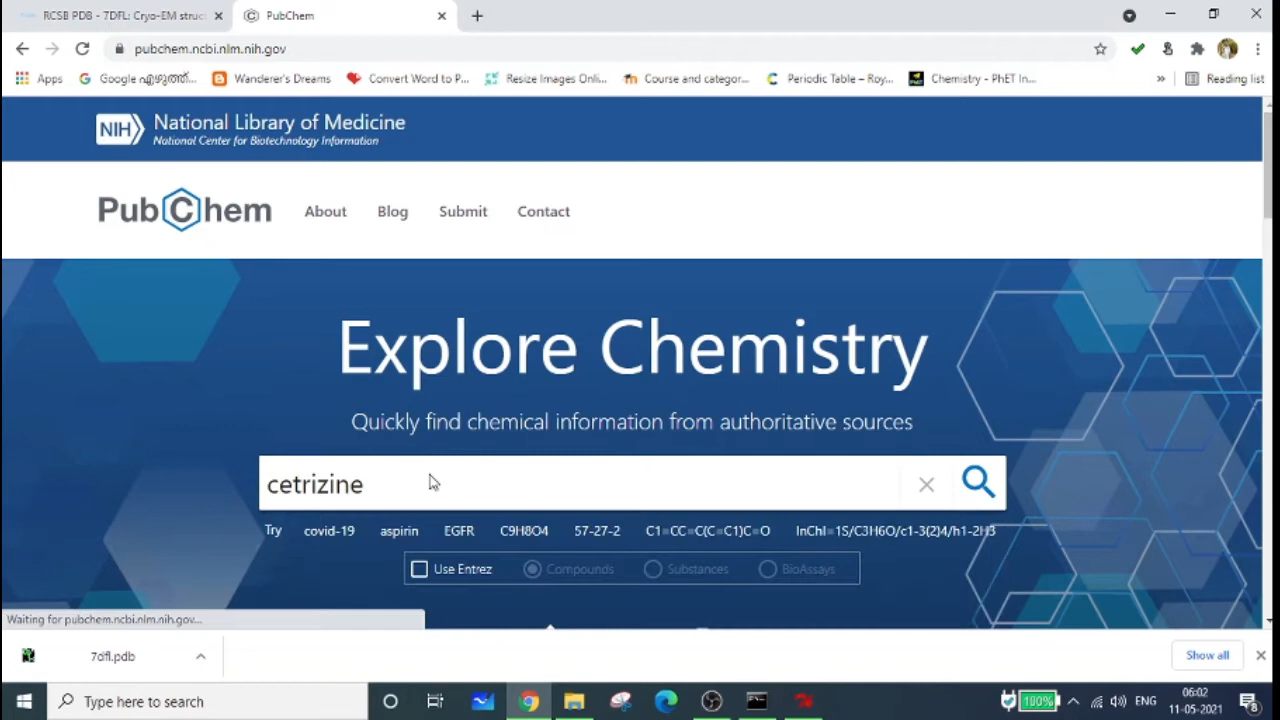 RCSB PDB - 7DFL: Cryo-EM struct
PubChem
pubchem.ncbi.nlm.nih.gov
Apps
Google എഴുത്ത്...
Wanderer's Dreams
Convert Word to P...
Resize Images Onli...
Course and categor...
Periodic Table – Roy...
Chemistry - PhET In...
»
Reading list
NIH
National Library of Medicine
National Center for Biotechnology Information
PubChem
About
Blog
Submit
Contact
Explore Chemistry
Quickly find chemical information from authoritative sources
cetrizine
Try
covid-19
aspirin
EGFR
C9H8O4
57-27-2
C1=CC=C(C=C1)C=O
InChI=1S/C3H6O/c1-3(2)4/h1-2H3
Use Entrez
Compounds
Substances
BioAssays
Waiting for pubchem.ncbi.nlm.nih.gov...
7dfl.pdb
Show all
Type here to search
100%
ENG
06:02
11-05-2021
8